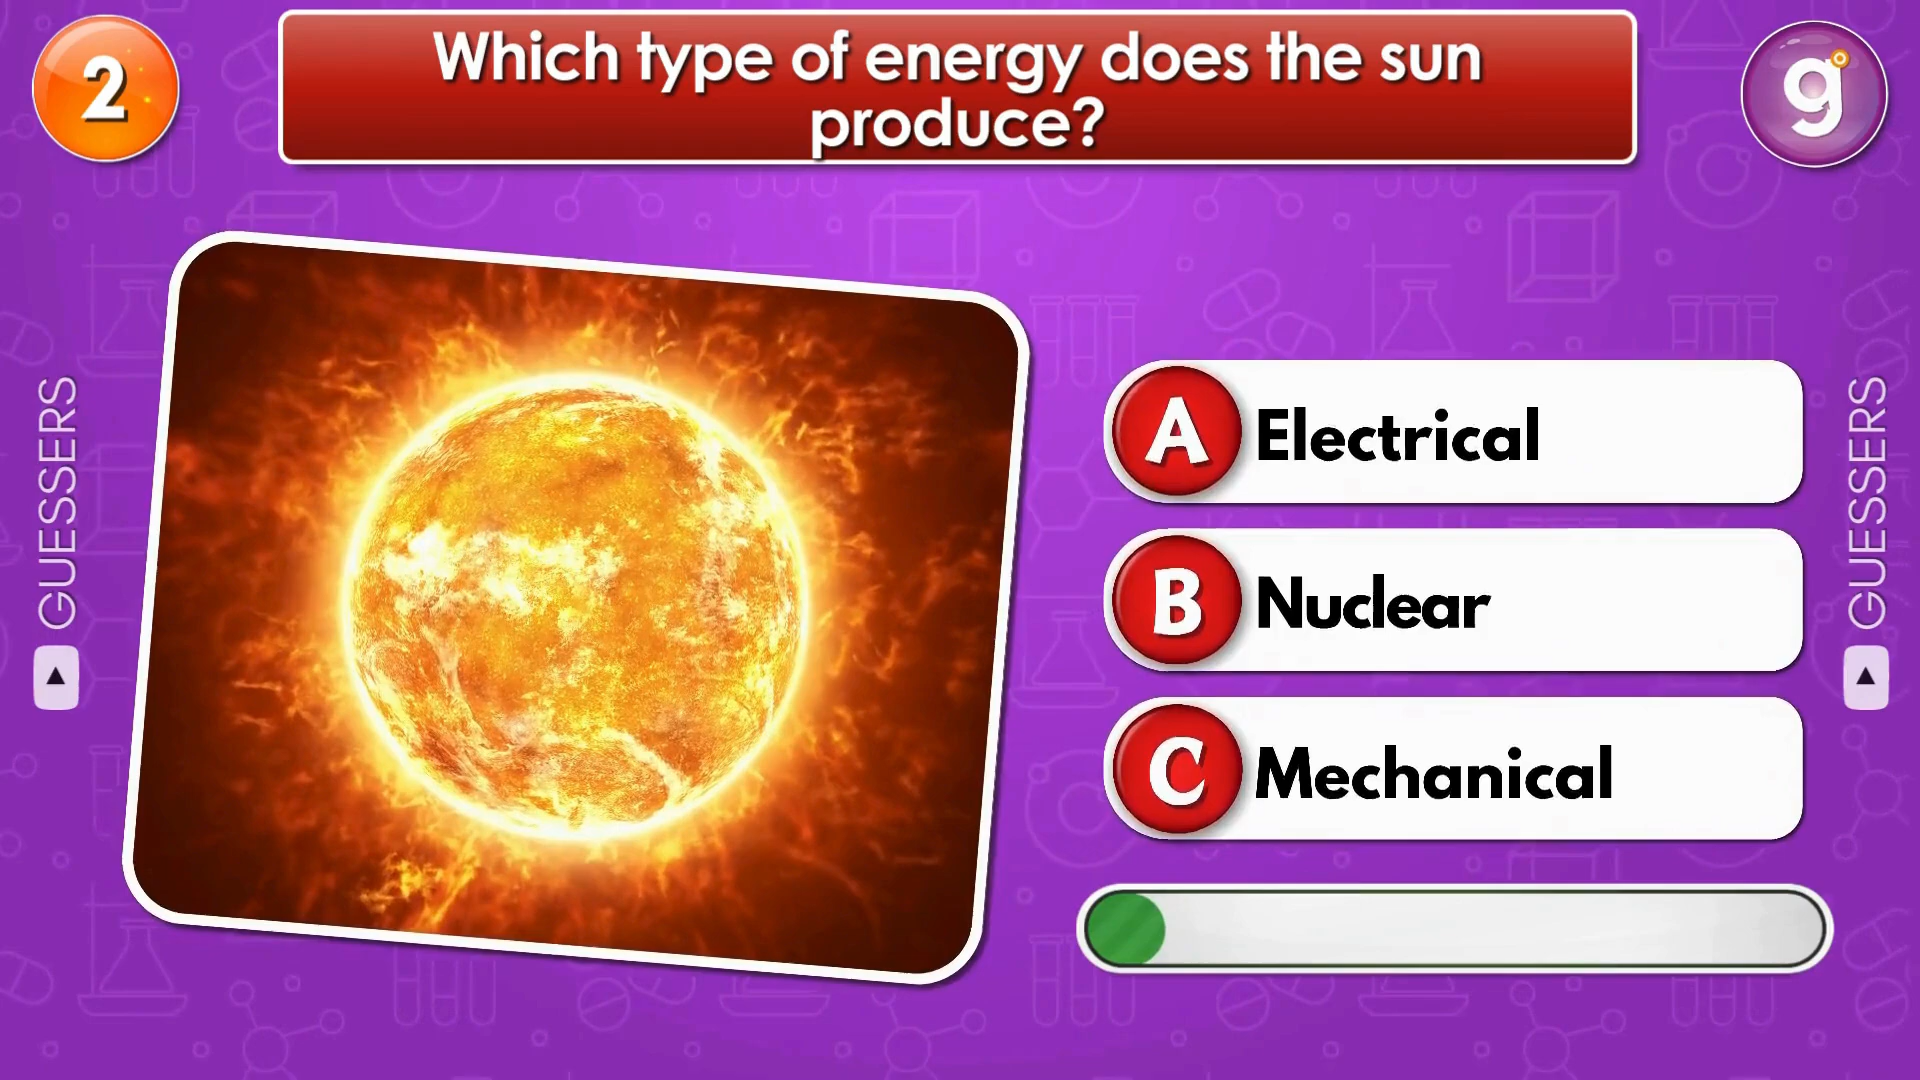 2
Which type of energy does the sun
produce?
g
GUESSERS
A Electrical
B Nuclear
C Mechanical
GUESSERS